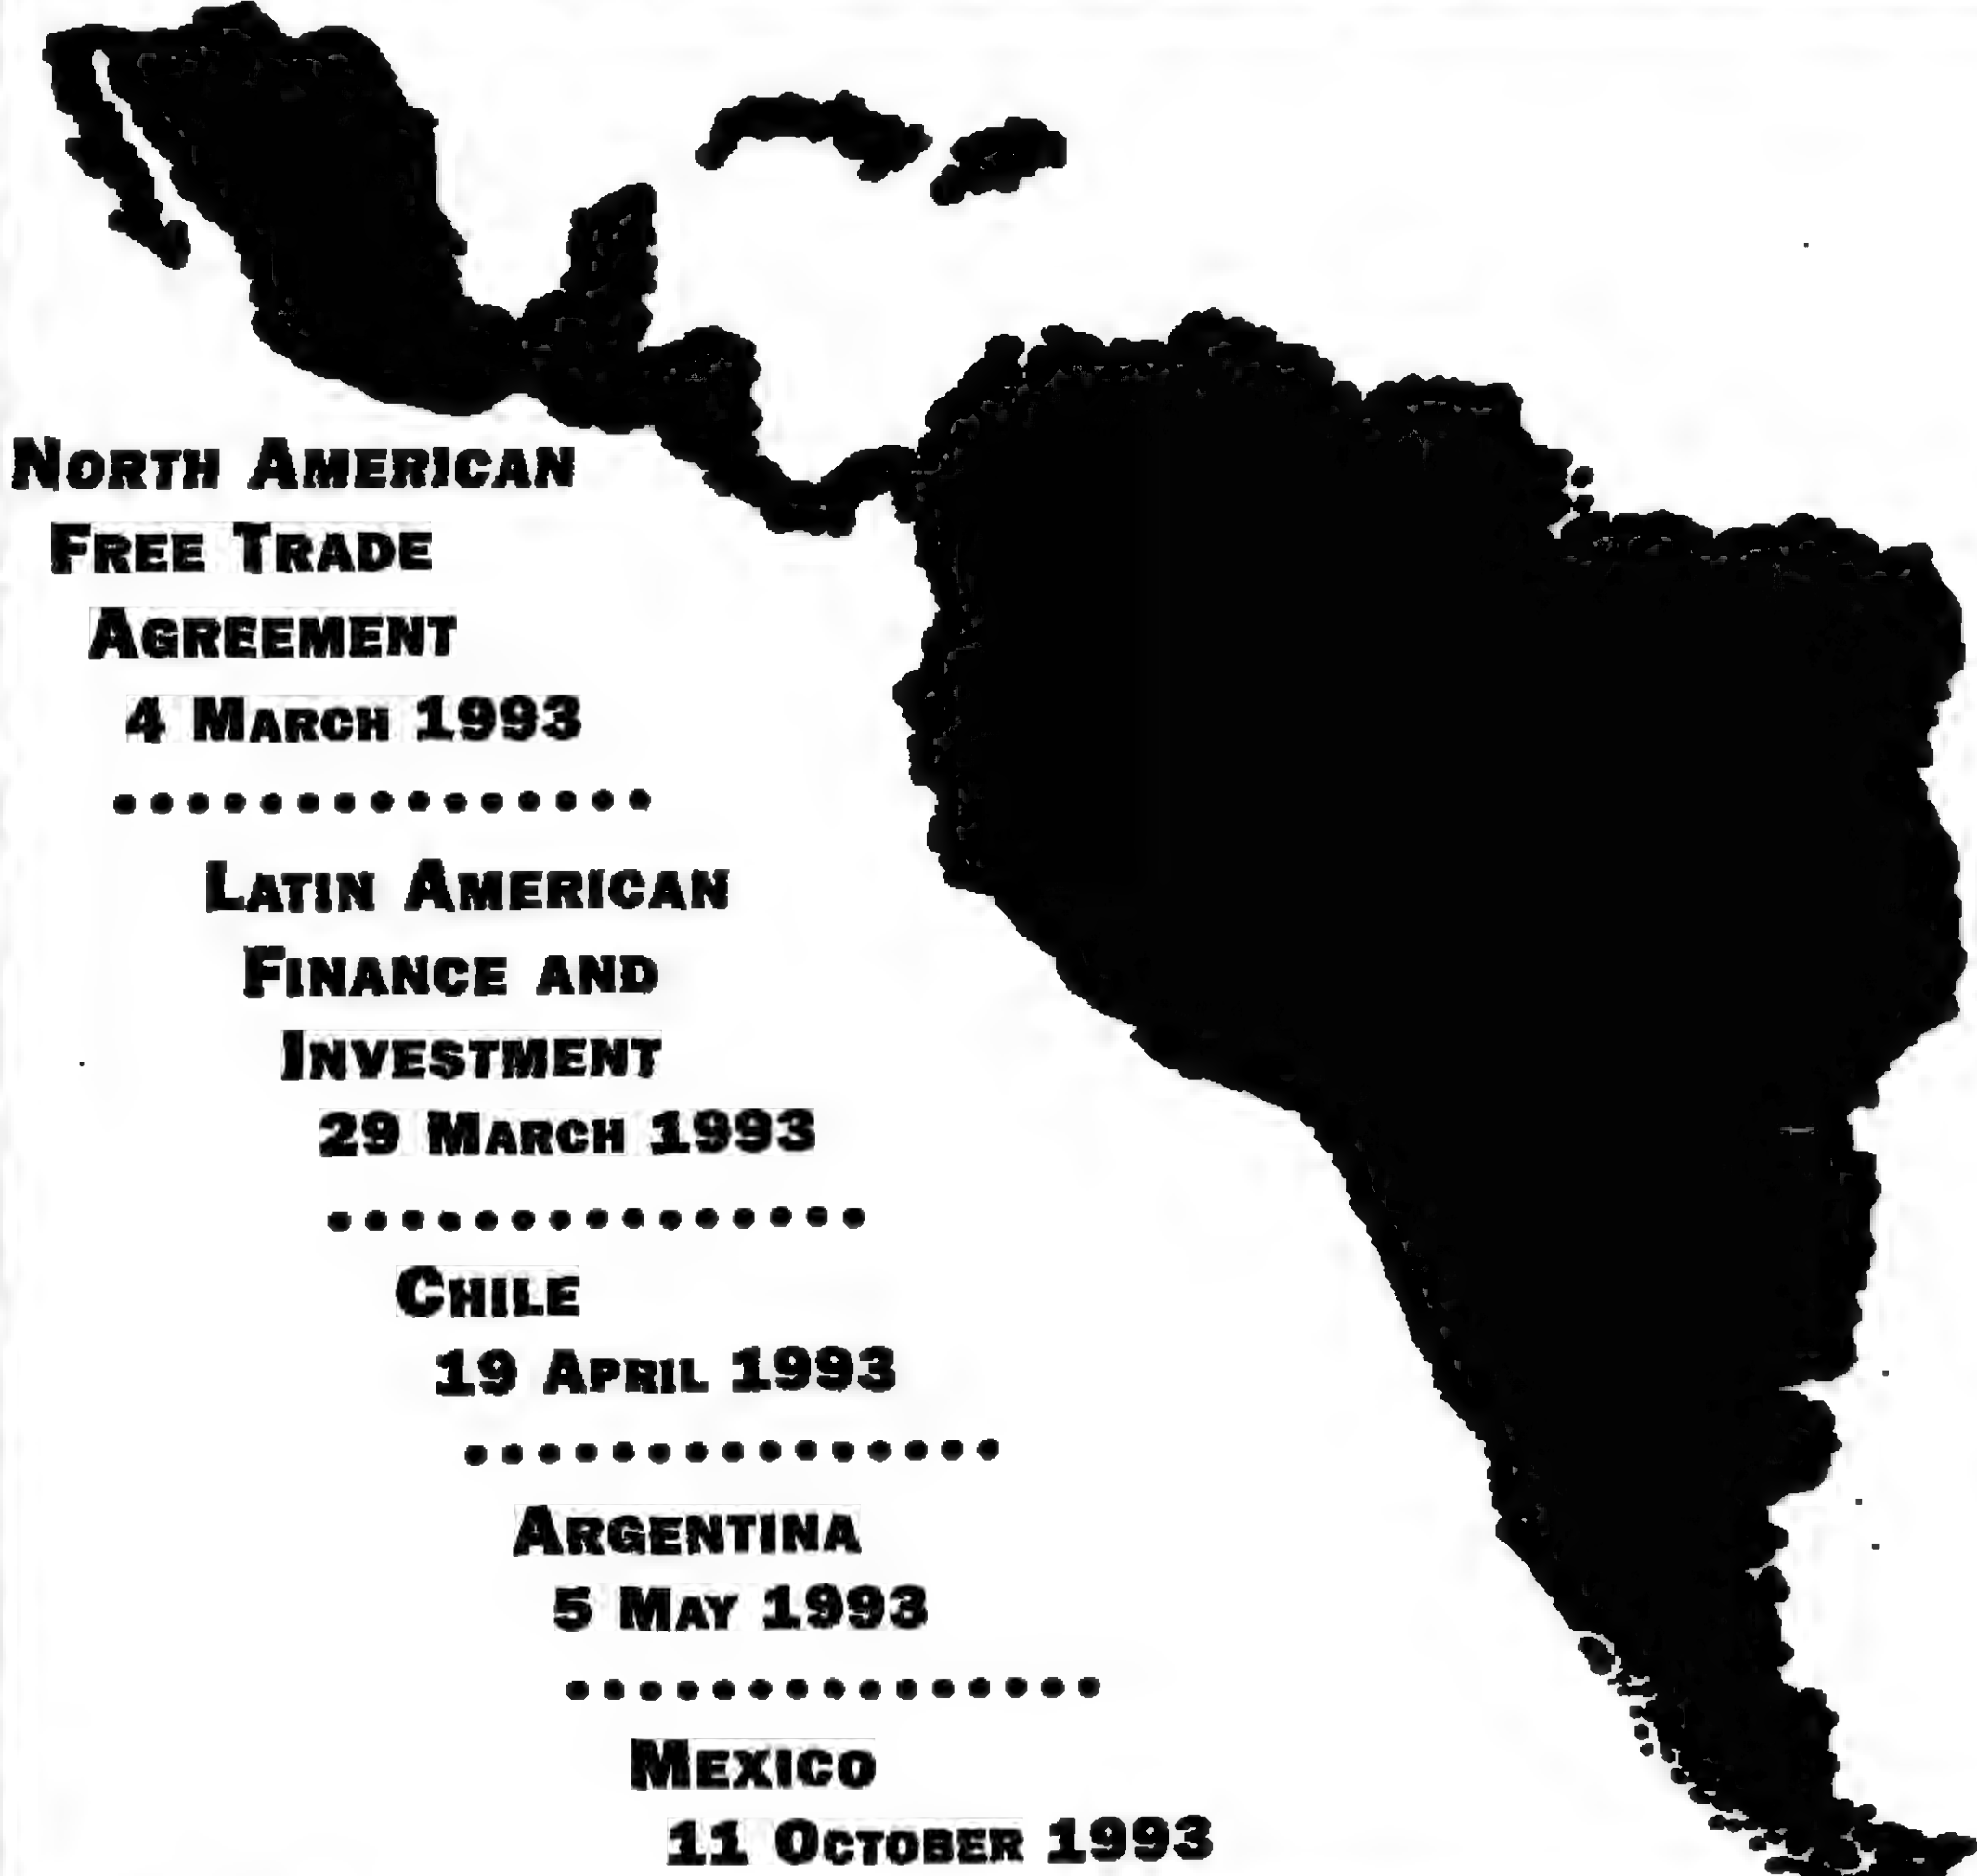 NORTH AMERICAN
FREE TRADE
AGREEMENT
4 MARCH 1993
LATIN AMERICAN
FINANCE AND
INVESTMENT
29 MARCH 1993
CHILE
19 APRIL 1993
ARGENTINA
5 MAY 1993
MEXICO
11 OCTOBER 1993